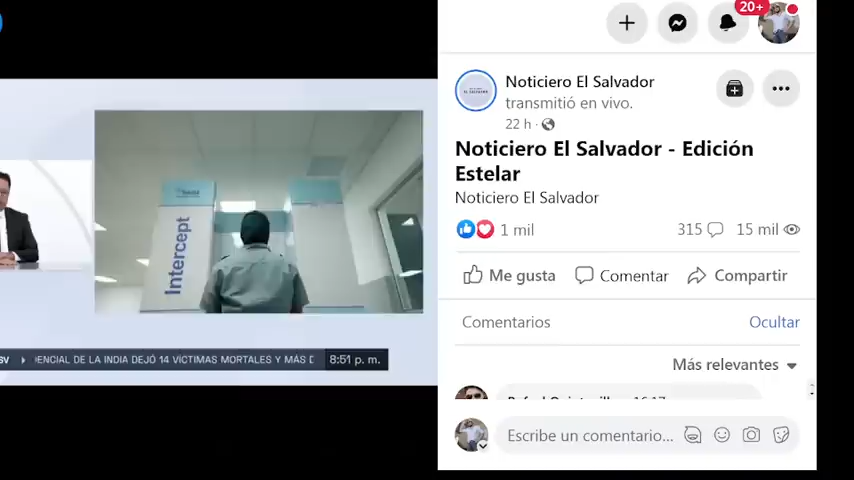 20+
Noticiero El Salvador
transmitió en vivo.
22 h ·
Noticiero El Salvador - Edición
Estelar
Noticiero El Salvador
1 mil
315
15 mil
Me gusta
Comentar
Compartir
Comentarios
Ocultar
Más relevantes
Escribe un comentario...
Intercept
SV
ENCIAL DE LA INDIA DEJÓ 14 VÍCTIMAS MORTALES Y MÁS D
8:51 p. m.